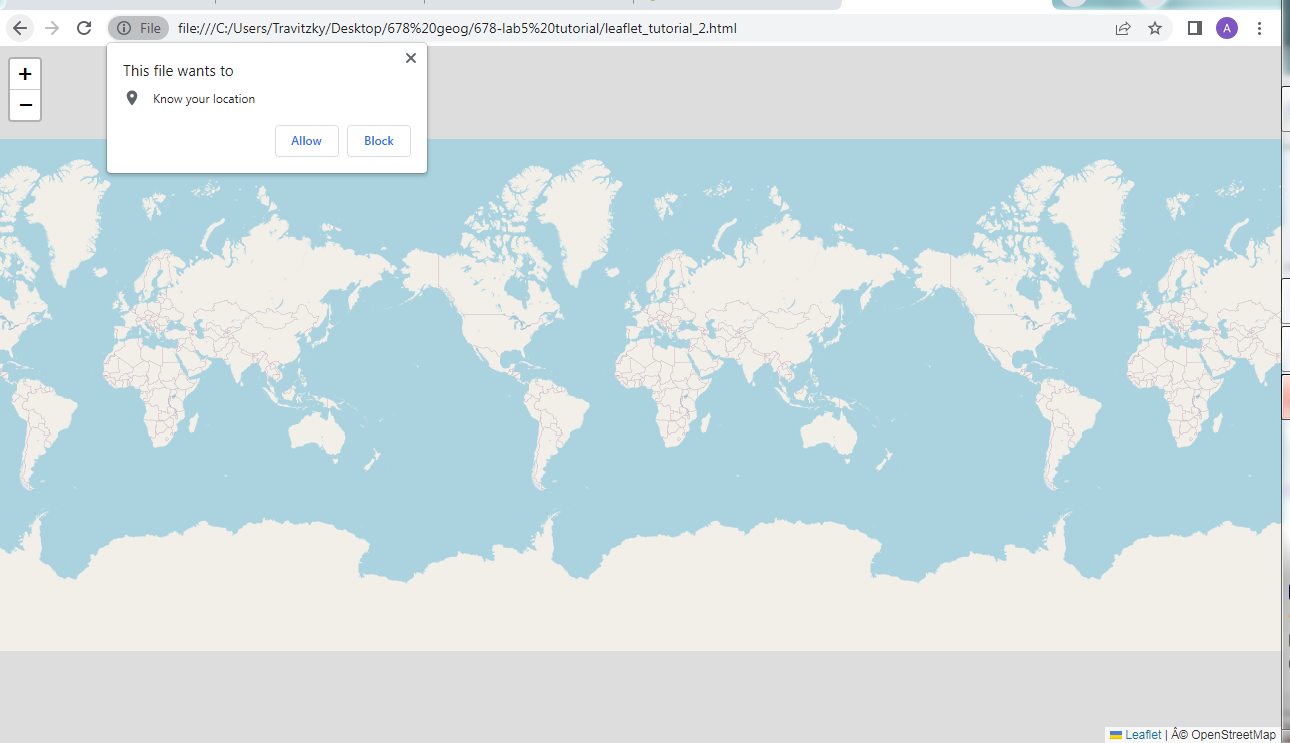 File
file:///C:/Users/Travitzky/Desktop/678%20geog/678-lab5%20tutorial/leaflet_tutorial_2.html
A
+
−
This file wants to
Know your location
Allow
Block
Leaflet | Â© OpenStreetMap